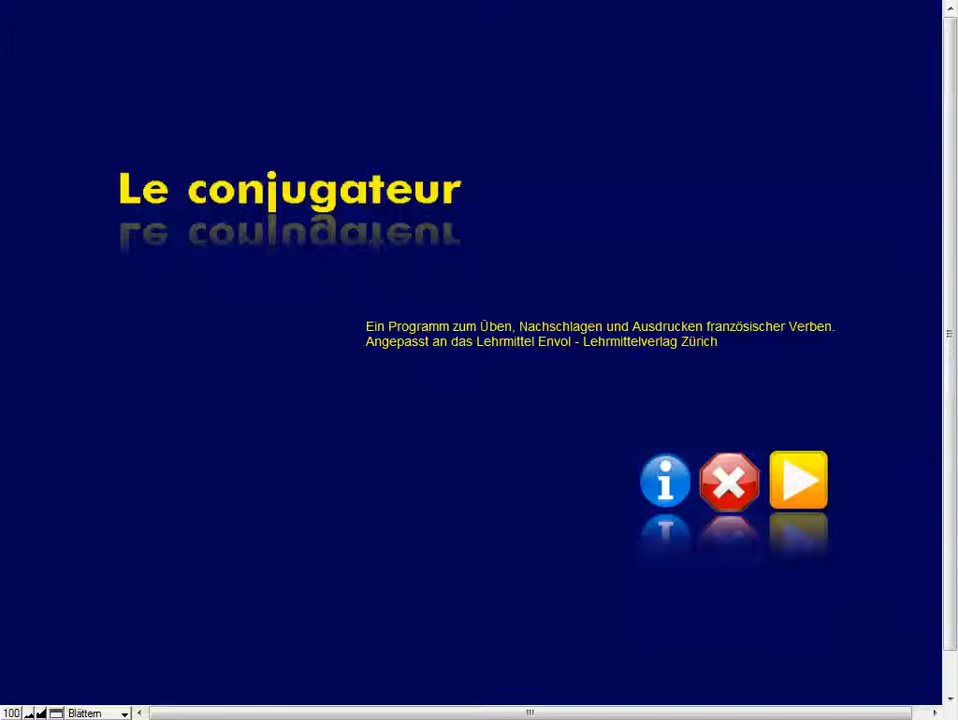 Le conjugateur
Ein Programm zum Üben, Nachschlagen und Ausdrucken französischer Verben.
Angepasst an das Lehrmittel Envol - Lehrmittelverlag Zürich
i
100 Blättern